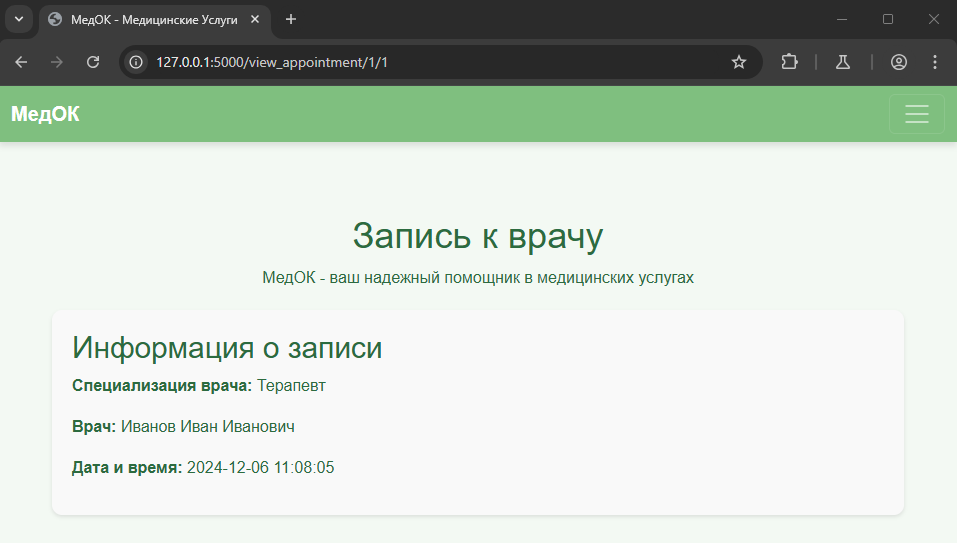 МедОК - Медицинские Услуги
127.0.0.1:5000/view_appointment/1/1
МедОК
Запись к врачу
МедОК - ваш надежный помощник в медицинских услугах
Информация о записи
Специализация врача: Терапевт
Врач: Иванов Иван Иванович
Дата и время: 2024-12-06 11:08:05